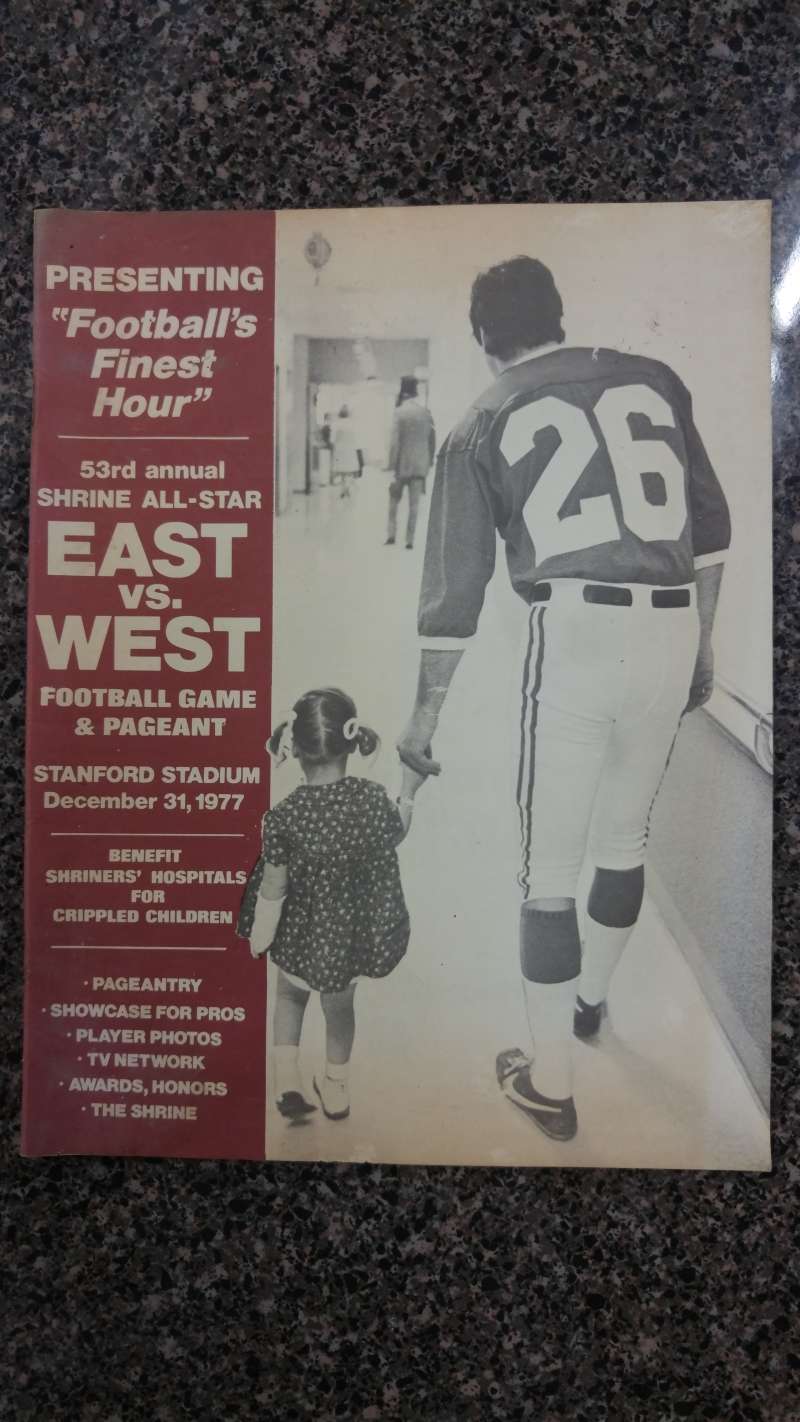 PRESENTING
“Football’s
Finest
Hour”
53rd annual
SHRINE ALL-STAR
EAST
VS.
WEST
FOOTBALL GAME
& PAGEANT
STANFORD STADIUM
December 31, 1977
BENEFIT
SHRINERS’ HOSPITALS
FOR
CRIPPLED CHILDREN
· PAGEANTRY
· SHOWCASE FOR PROS
· PLAYER PHOTOS
· TV NETWORK
· AWARDS, HONORS
· THE SHRINE
26